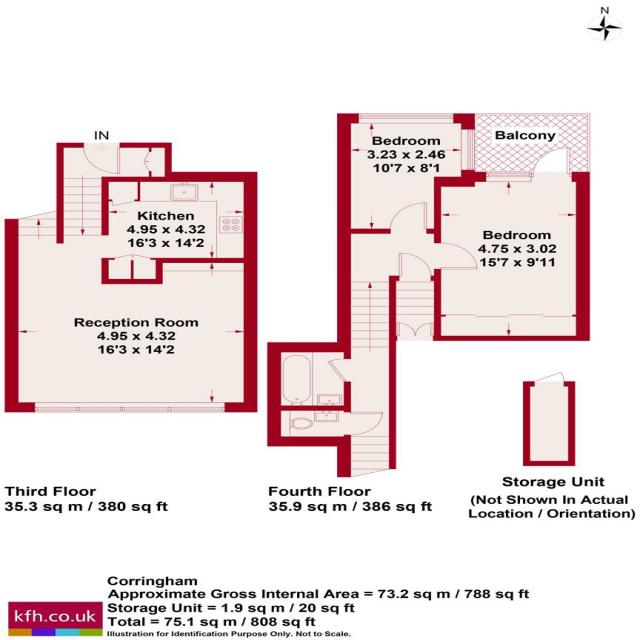 N
IN
Kitchen
4.95 x 4.32
16'3 x 14'2
Reception Room
4.95 x 4.32
16'3 x 14'2
Third Floor
35.3 sq m / 380 sq ft
Bedroom
3.23 x 2.46
10'7 x 8'1
Balcony
Bedroom
4.75 x 3.02
15'7 x 9'11
Fourth Floor
35.9 sq m / 386 sq ft
Storage Unit
(Not Shown In Actual
Location / Orientation)
kfh.co.uk
Corringham
Approximate Gross Internal Area = 73.2 sq m / 788 sq ft
Storage Unit = 1.9 sq m / 20 sq ft
Total = 75.1 sq m / 808 sq ft
Illustration for Identification Purpose Only. Not to Scale.